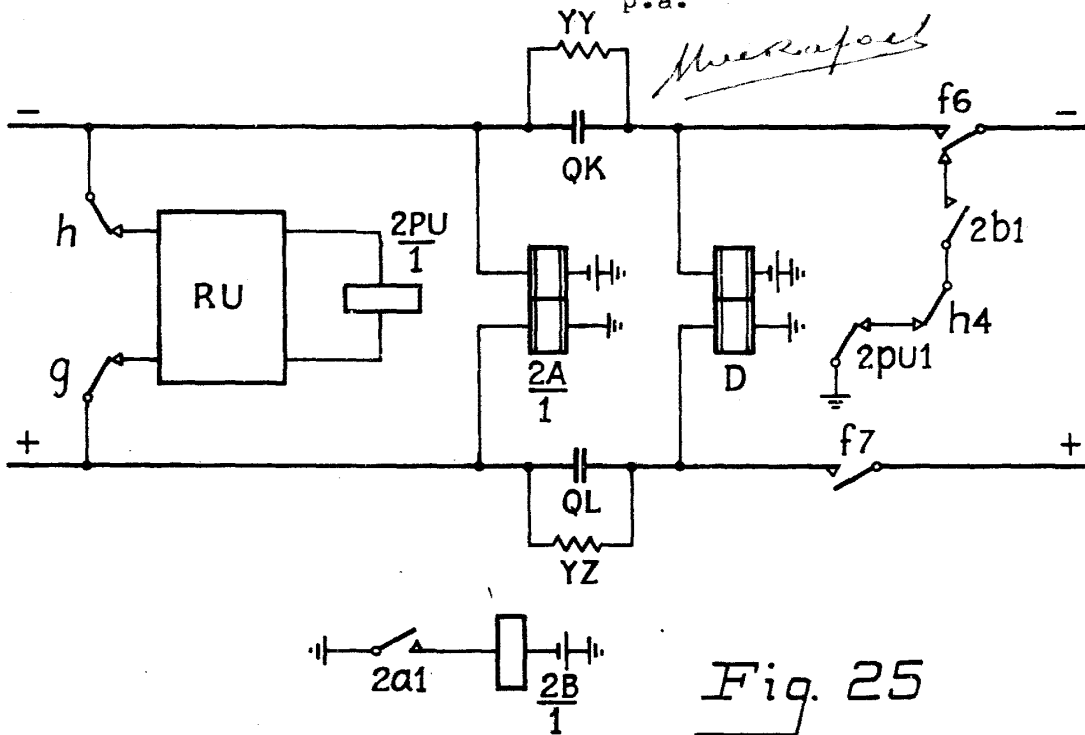 p.a.
YY
f6
−
−
QK
h
2PU
1
2b1
RU
h4
g
2A
1
D
2pU1
+
f7
+
QL
YZ
2a1
2B
1
Fig. 25